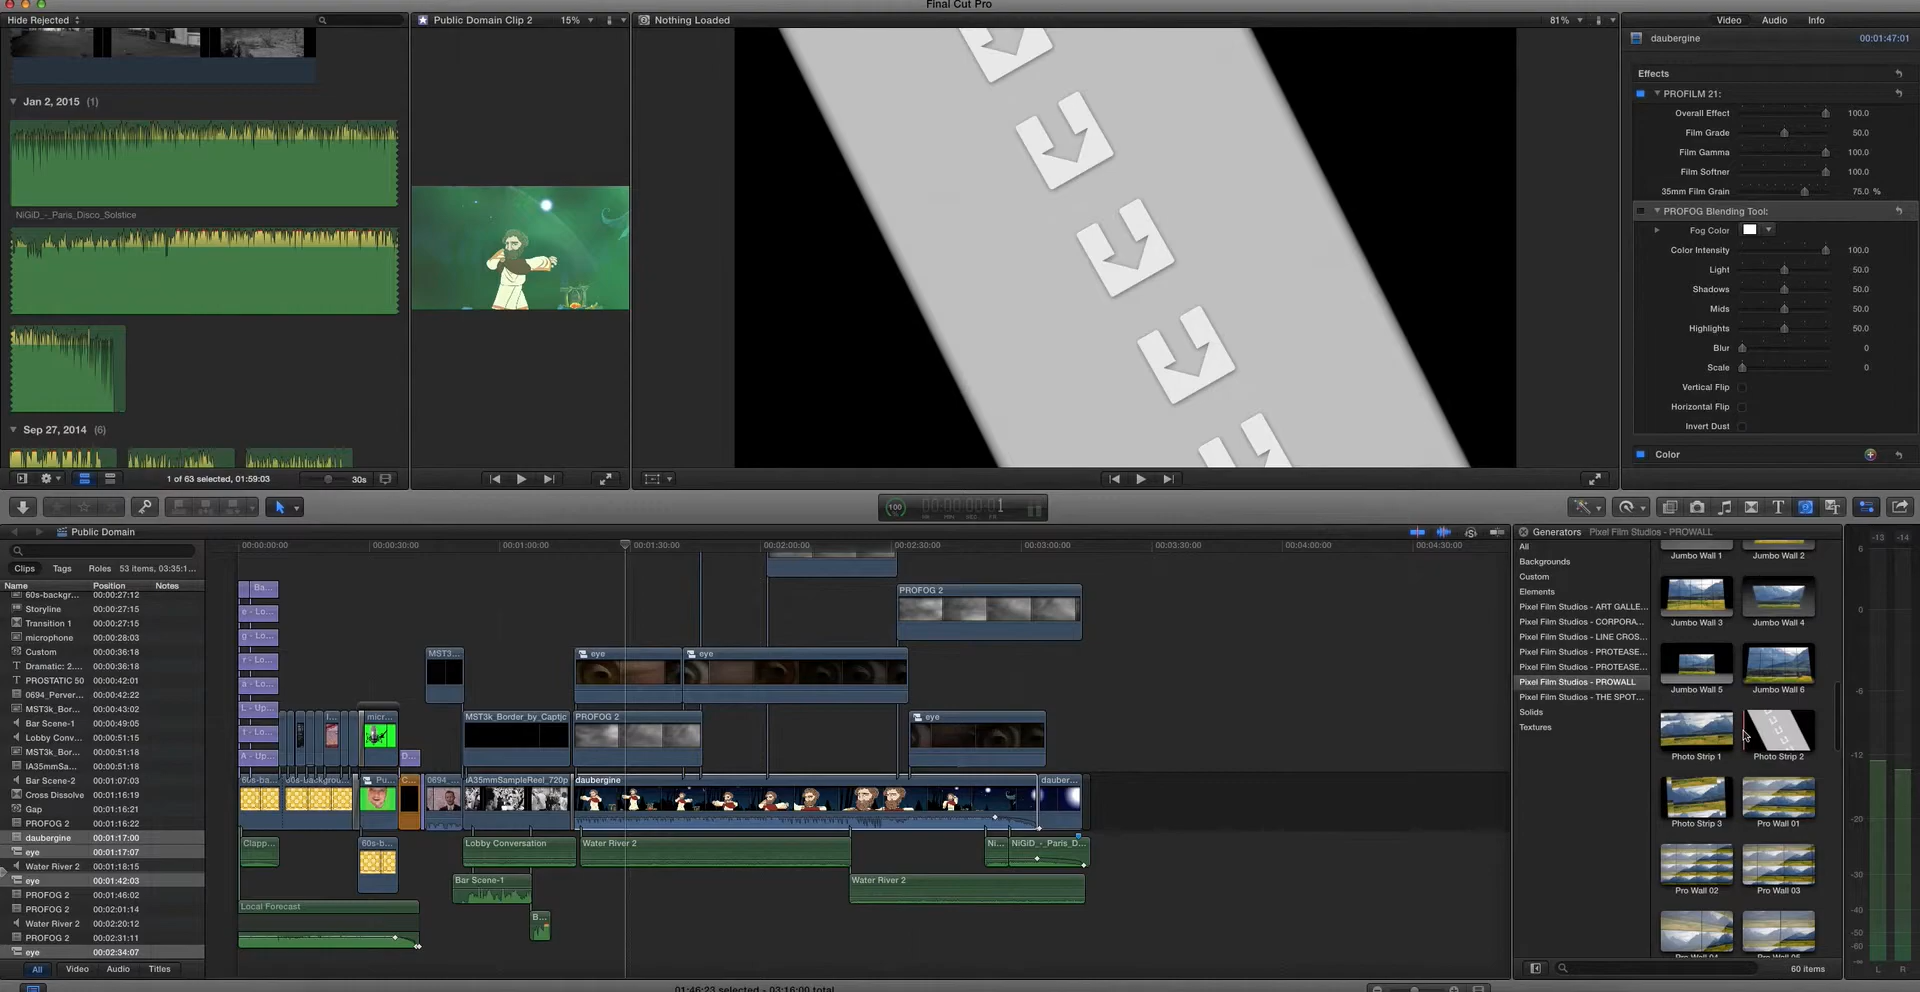 Final Cut Pro
Hide Rejected
Public Domain Clip 2
15%
Nothing Loaded
81%
Video
Audio
Info
daubergine
00:01:47:01
Jan 2, 2015 (1)
NiGiD_-_Paris_Disco_Solstice
Sep 27, 2014 (6)
1 of 63 selected, 01:59:03
30s
Effects
PROFILM 21:
Overall Effect 100.0
Film Grade 50.0
Film Gamma 100.0
Film Softner 100.0
35mm Film Grain 75.0 %
PROFOG Blending Tool:
Fog Color
Color Intensity 100.0
Light 50.0
Shadows 50.0
Mids 50.0
Highlights 50.0
Blur 0
Scale 0
Vertical Flip
Horizontal Flip
Invert Dust
Color
100
1
Public Domain
Clips
Tags
Roles
53 items, 03:35:1...
Name Position Notes
60s-backgr... 00:00:27:12
Storyline 00:00:27:15
Transition 1 00:00:27:15
microphone 00:00:28:03
Custom 00:00:36:18
Dramatic: 2.... 00:00:36:18
PROSTATIC 50 00:00:42:01
0694_Perver... 00:00:42:22
MST3k_Bor... 00:00:43:02
Bar Scene-1 00:00:49:05
Lobby Conv... 00:00:51:15
MST3k_Bor... 00:00:51:18
IA35mmSa... 00:00:51:18
Bar Scene-2 00:01:07:03
Cross Dissolve 00:01:16:19
Gap 00:01:16:21
PROFOG 2 00:01:16:22
daubergine 00:01:17:00
eye 00:01:17:07
Water River 2 00:01:18:15
eye 00:01:42:03
PROFOG 2 00:01:46:02
PROFOG 2 00:02:01:14
Water River 2 00:02:20:12
PROFOG 2 00:02:31:11
eye 00:02:34:07
All
Video
Audio
Titles
00:00:00:00
00:00:30:00
00:01:00:00
00:01:30:00
00:02:00:00
00:02:30:00
00:03:00:00
00:03:30:00
00:04:00:00
00:04:30:00
PROFOG 2
Ba...
e - Lo...
g - Lo...
r - Lo...
a - Lo...
L - Up...
t - Lo...
A - Up...
MST3...
eye
eye
micr...
D...
MST3k_Border_by_Captjc
PROFOG 2
eye
60s-ba...
60s-backgrou...
Pu...
C...
0694_...
IA35mmSampleReel_720p
daubergine
dauber...
Clapp...
60s-b...
Lobby Conversation
Water River 2
Ni...
NiGiD_-_Paris_D...
Bar Scene-1
Water River 2
Local Forecast
B...
01:46:23 selected - 03:16:00 total
Generators
Pixel Film Studios - PROWALL
All
Backgrounds
Custom
Elements
Pixel Film Studios - ART GALLE...
Pixel Film Studios - CORPORA...
Pixel Film Studios - LINE CROS...
Pixel Film Studios - PROTEASE...
Pixel Film Studios - PROTEASE...
Pixel Film Studios - PROWALL
Pixel Film Studios - THE SPOT...
Solids
Textures
Jumbo Wall 1
Jumbo Wall 2
Jumbo Wall 3
Jumbo Wall 4
Jumbo Wall 5
Jumbo Wall 6
Photo Strip 1
Photo Strip 2
Photo Strip 3
Pro Wall 01
Pro Wall 02
Pro Wall 03
Pro Wall 04
Pro Wall 05
60 items
-13
-14
6
0
-6
-12
-20
-30
-40
-50
-60
L
R